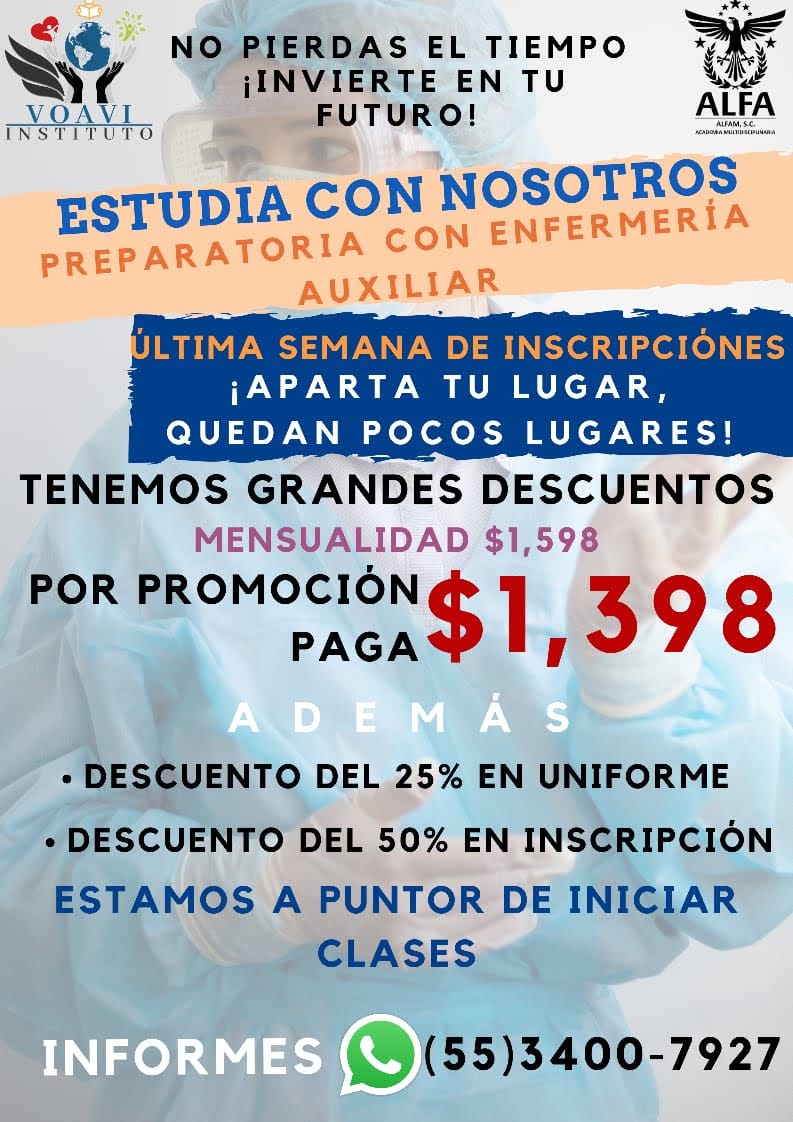 VOAVI
INSTITUTO
NO PIERDAS EL TIEMPO
¡INVIERTE EN TU
FUTURO!
ALFA
ALFAM, S.C.
ACADEMIA MULTIDISCIPLINARIA
ESTUDIA CON NOSOTROS
PREPARATORIA CON ENFERMERÍA
AUXILIAR
ÚLTIMA SEMANA DE INSCRIPCIÓNES
¡APARTA TU LUGAR,
QUEDAN POCOS LUGARES!
TENEMOS GRANDES DESCUENTOS
MENSUALIDAD $1,598
POR PROMOCIÓN
PAGA $1,398
ADEMÁS
• DESCUENTO DEL 25% EN UNIFORME
• DESCUENTO DEL 50% EN INSCRIPCIÓN
ESTAMOS A PUNTOR DE INICIAR
CLASES
INFORMES (55)3400-7927